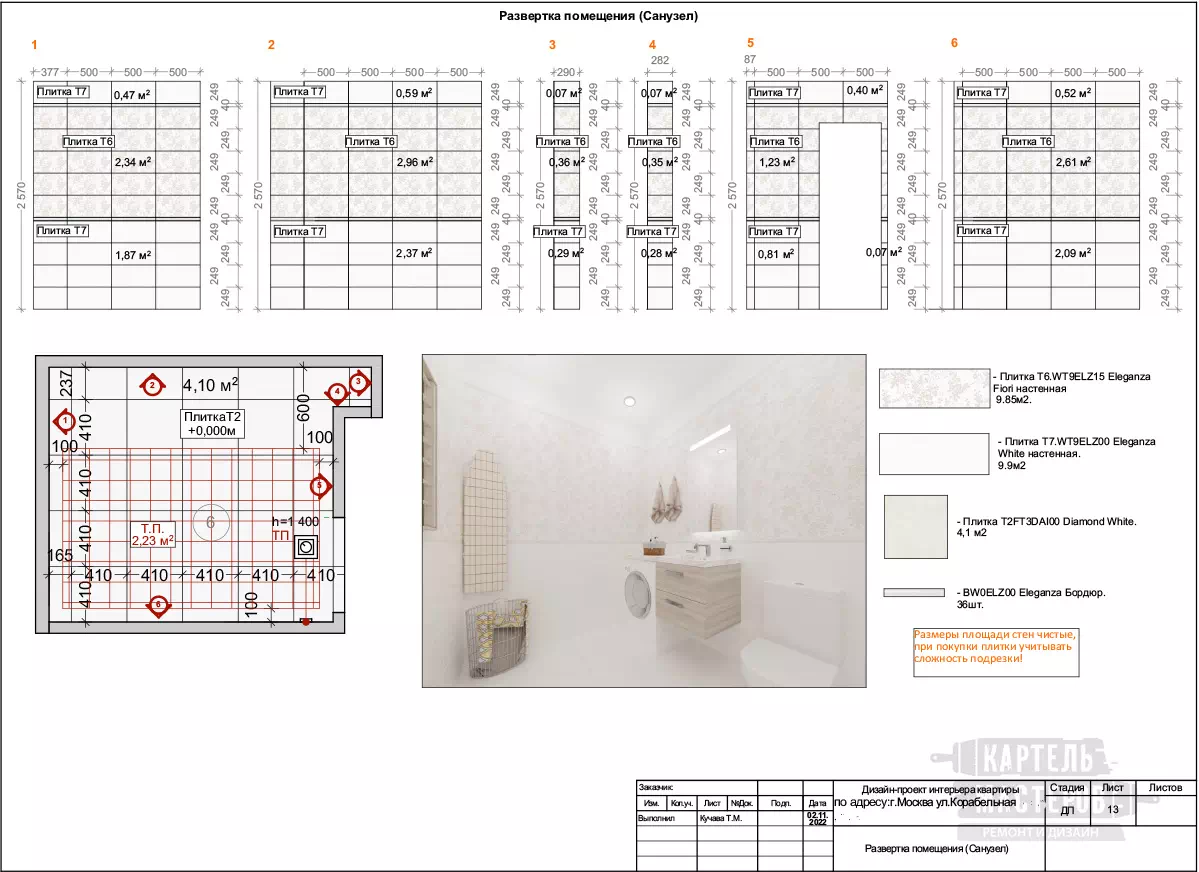 Развертка помещения (Санузел)
1
2
3
4
5
6
377 500 500 500
500 500 500 500
290
282
87
500 500 500
500 500 500 500
Плитка Т7
0,47 м²
Плитка Т6
2,34 м²
Плитка Т7
1,87 м²
2 570
249
40
249
249
249
249
249
40
249
249
249
249
Плитка Т7
0,59 м²
Плитка Т6
2,96 м²
Плитка Т7
2,37 м²
2 570
249
40
249
249
249
249
249
40
249
249
249
249
0,07 м²
Плитка Т6
0,36 м²
Плитка Т7
0,29 м²
2 570
249
40
249
249
249
249
249
40
249
249
249
249
0,07 м²
Плитка Т6
0,35 м²
Плитка Т7
0,28 м²
2 570
249
40
249
249
249
249
249
40
249
249
249
249
Плитка Т7
0,40 м²
Плитка Т6
1,23 м²
Плитка Т7
0,81 м²
0,07 м²
2 570
249
40
249
249
249
249
249
40
249
249
249
249
Плитка Т7
0,52 м²
Плитка Т6
2,61 м²
Плитка Т7
2,09 м²
2 570
249
40
249
249
249
249
249
40
249
249
249
249
237
2
4,10 м²
4
3
1
410
ПлиткаТ2
+0,000м
600
100
100
410
5
6
Т.П.
2,23 м²
h=1 400
ТП
410
165
410 410 410 410 410
410
6
100
- Плитка Т6.WT9ELZ15 Eleganza
Fiori настенная
9.85м2.
- Плитка Т7.WT9ELZ00 Eleganza
White настенная.
9.9м2
- Плитка T2FT3DAI00 Diamond White.
4,1 м2
- BW0ELZ00 Eleganza Бордюр.
36шт.
Размеры площади стен чистые,
при покупки плитки учитывать
сложность подрезки!
КАРТЕЛЬ
МАСТЕРОВ
РЕМОНТ И ДИЗАЙН
Заказчик:
Изм. Кол.уч. Лист №Док. Подп. Дата
Выполнил Кучава Т.М. 02.11.
2022
Дизайн-проект интерьера квартиры
по адресу:г.Москва ул.Корабельная
Стадия Лист Листов
ДП 13
Развертка помещения (Санузел)